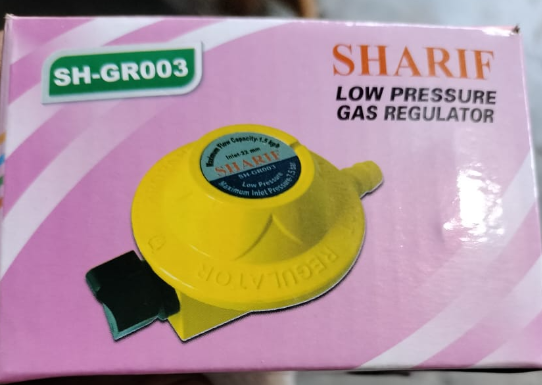 SH-GR003
SHARIF
LOW PRESSURE
GAS REGULATOR
SHARIF
SH-GR003
Low Pressure
REGULATOR